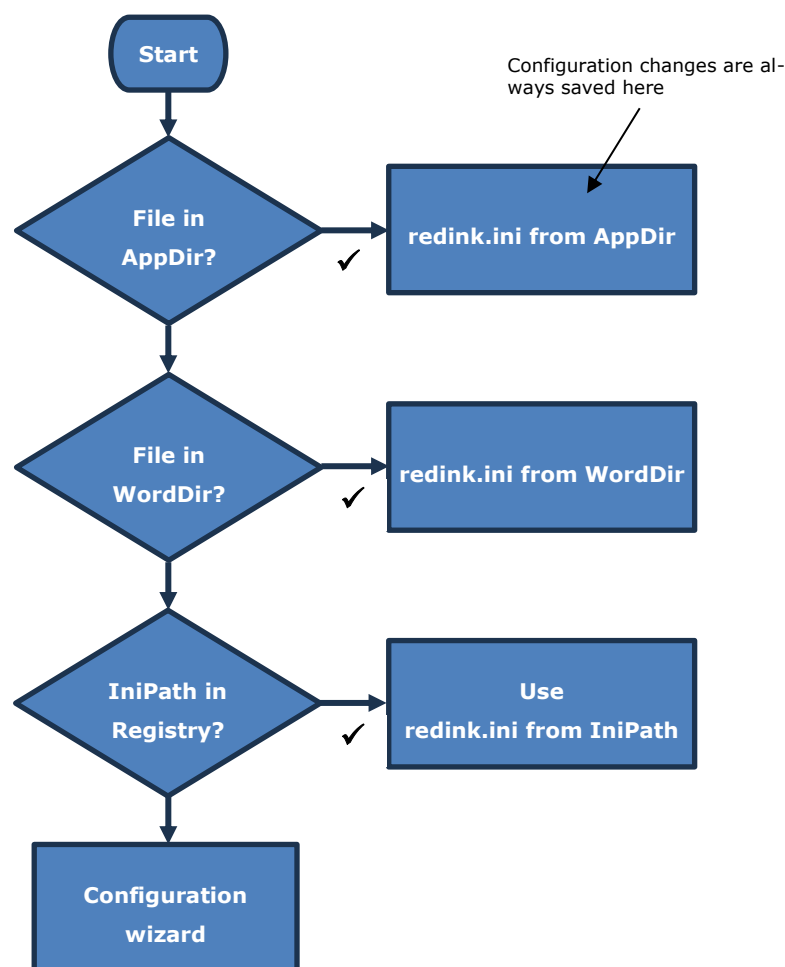 Start
Configuration changes are al-
ways saved here
File in
AppDir?
redink.ini from AppDir
✓
File in
WordDir?
redink.ini from WordDir
✓
IniPath in
Registry?
Use
redink.ini from IniPath
✓
Configuration
wizard